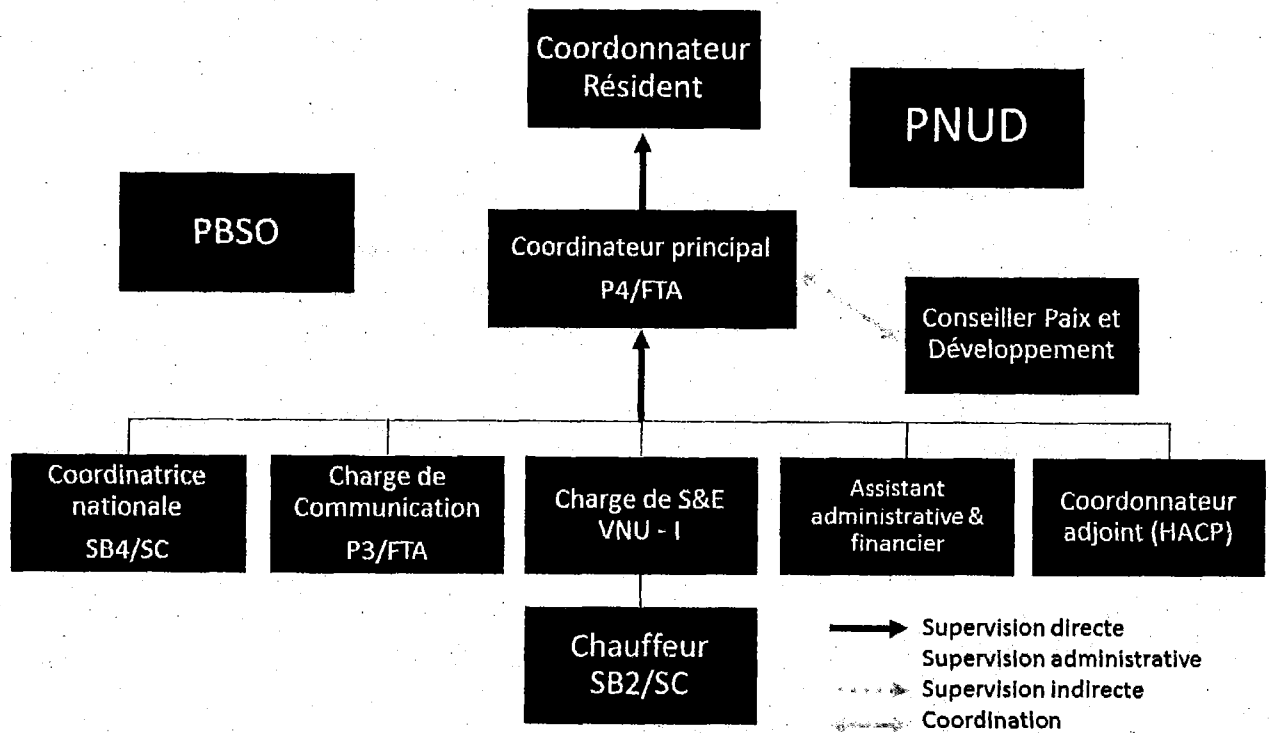 Coordonnateur
Résident
PNUD
PBSO
Coordinateur principal
P4/FTA
Conseiller Paix et
Développement
Coordinatrice
nationale
SB4/SC
Charge de
Communication
P3/FTA
Charge de S&E
VNU - I
Assistant
administrative &
financier
Coordonnateur
adjoint (HACP)
Chauffeur
SB2/SC
Supervision directe
Supervision administrative
Supervision indirecte
Coordination